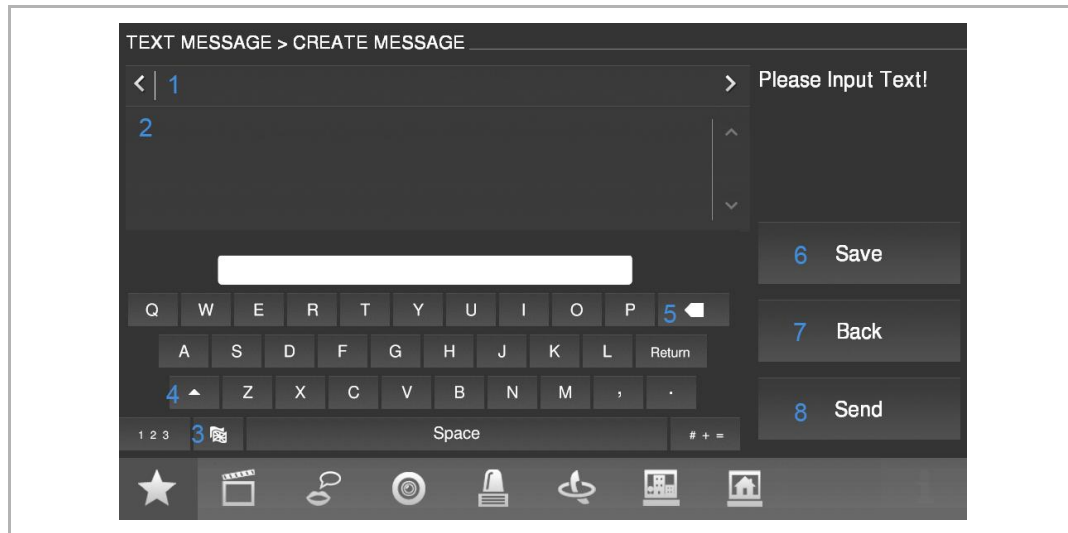 TEXT MESSAGE > CREATE MESSAGE
< 1 >
Please Input Text!
2
6 Save
Q W E R T Y U I O P 5
7 Back
A S D F G H J K L Return
4 Z X C V B N M , .
8 Send
1 2 3 3 Space # + =